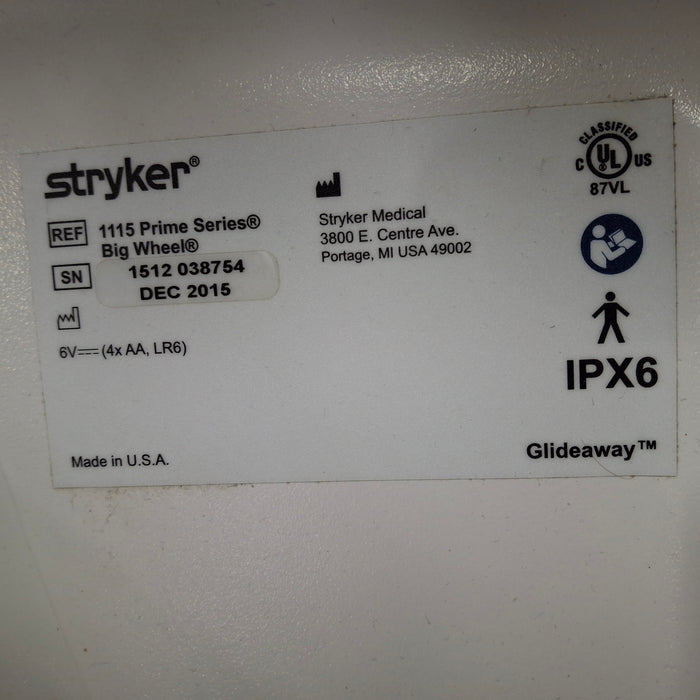 stryker®
REF 1115 Prime Series®
Big Wheel®
SN 1512 038754
DEC 2015
6V⎓(4x AA, LR6)
Made in U.S.A.
Stryker Medical
3800 E. Centre Ave.
Portage, MI USA 49002
CLASSIFIED
C UL® US
87VL
IPX6
Glideaway™